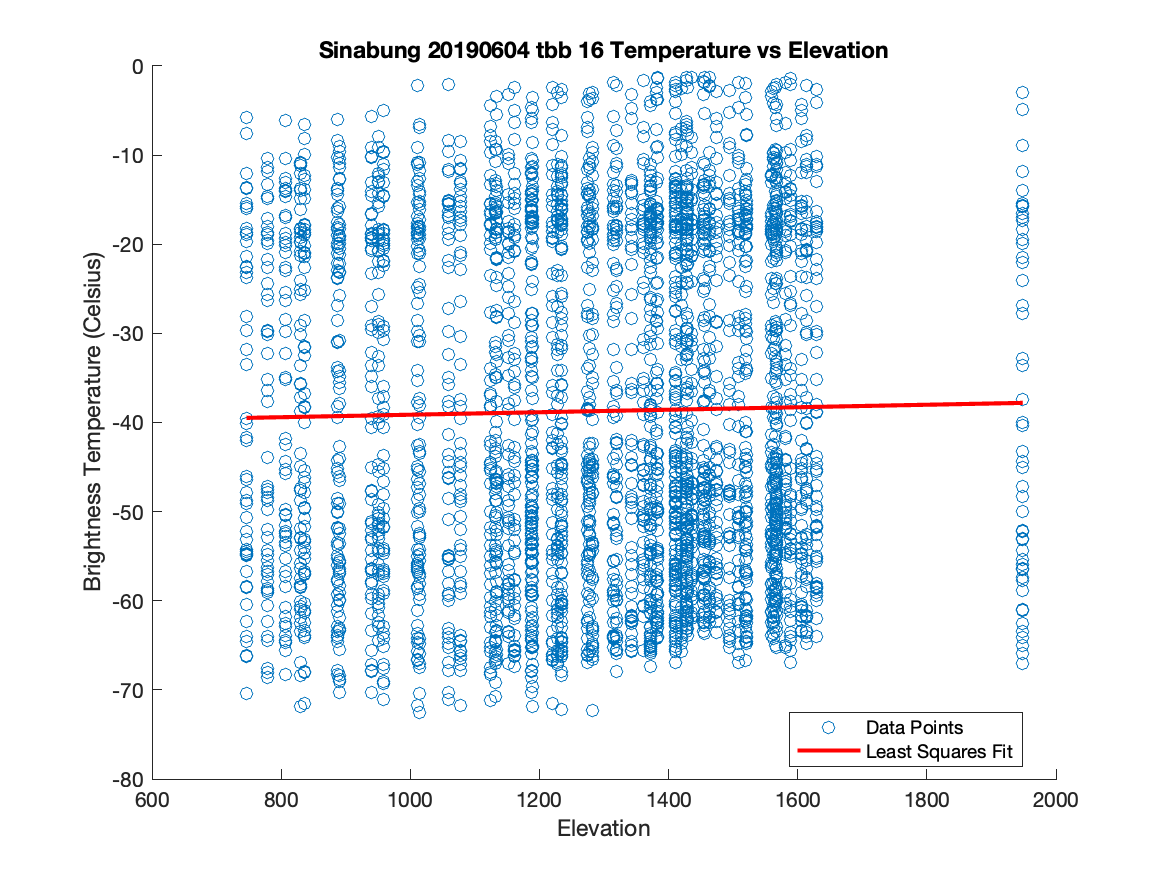 Sinabung 20190604 tbb 16 Temperature vs Elevation
0
-10
-20
-30
-40
-50
-60
-70
-80
Brightness Temperature (Celsius)
Data Points
Least Squares Fit
600 800 1000 1200 1400 1600 1800 2000
Elevation